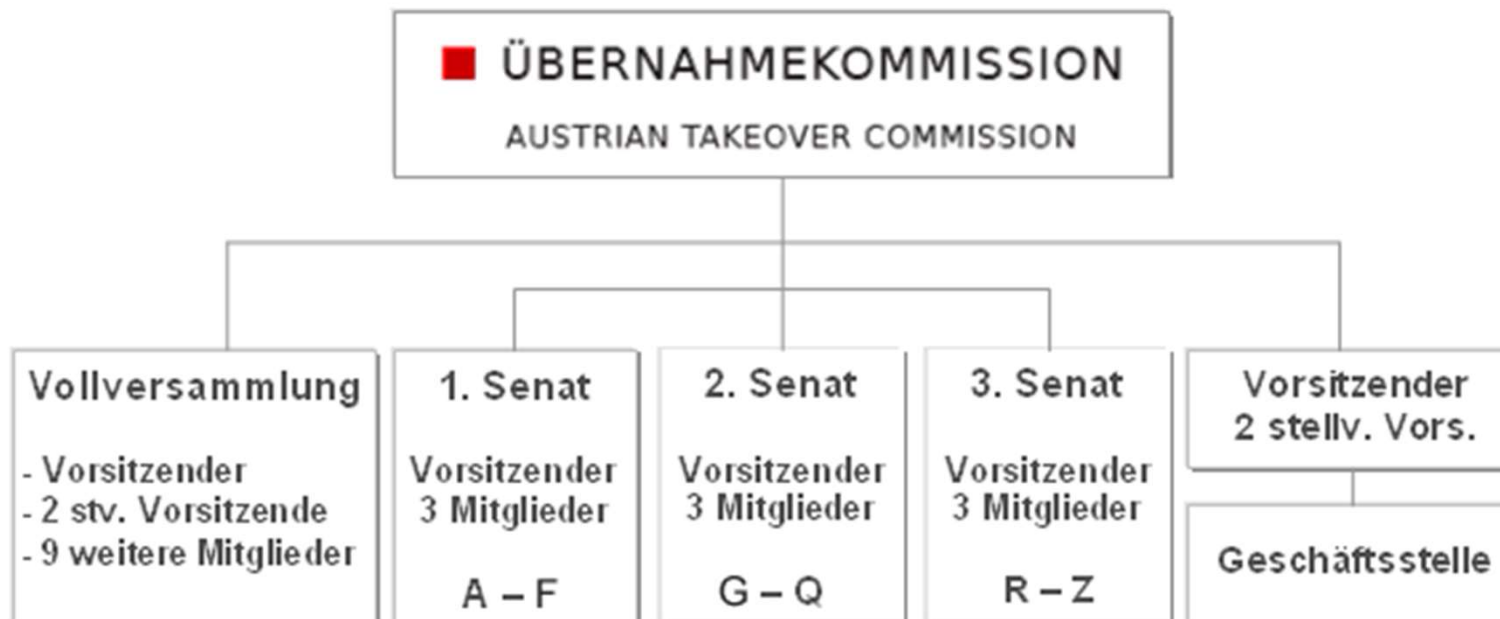 ÜBERNAHMEKOMMISSION
AUSTRIAN TAKEOVER COMMISSION
Vollversammlung
- Vorsitzender
- 2 stv. Vorsitzende
- 9 weitere Mitglieder
1. Senat
Vorsitzender
3 Mitglieder
A – F
2. Senat
Vorsitzender
3 Mitglieder
G – Q
3. Senat
Vorsitzender
3 Mitglieder
R – Z
Vorsitzender
2 stellv. Vors.
Geschäftsstelle